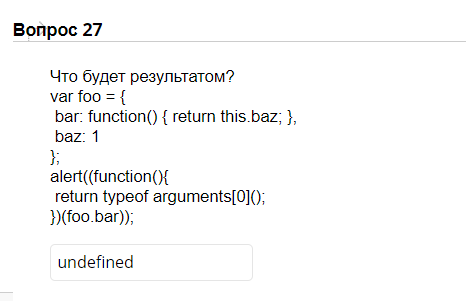 Вопрос 27
Что будет результатом?
var foo = {
bar: function() { return this.baz; },
baz: 1
};
alert((function(){
return typeof arguments[0]();
})(foo.bar));
undefined